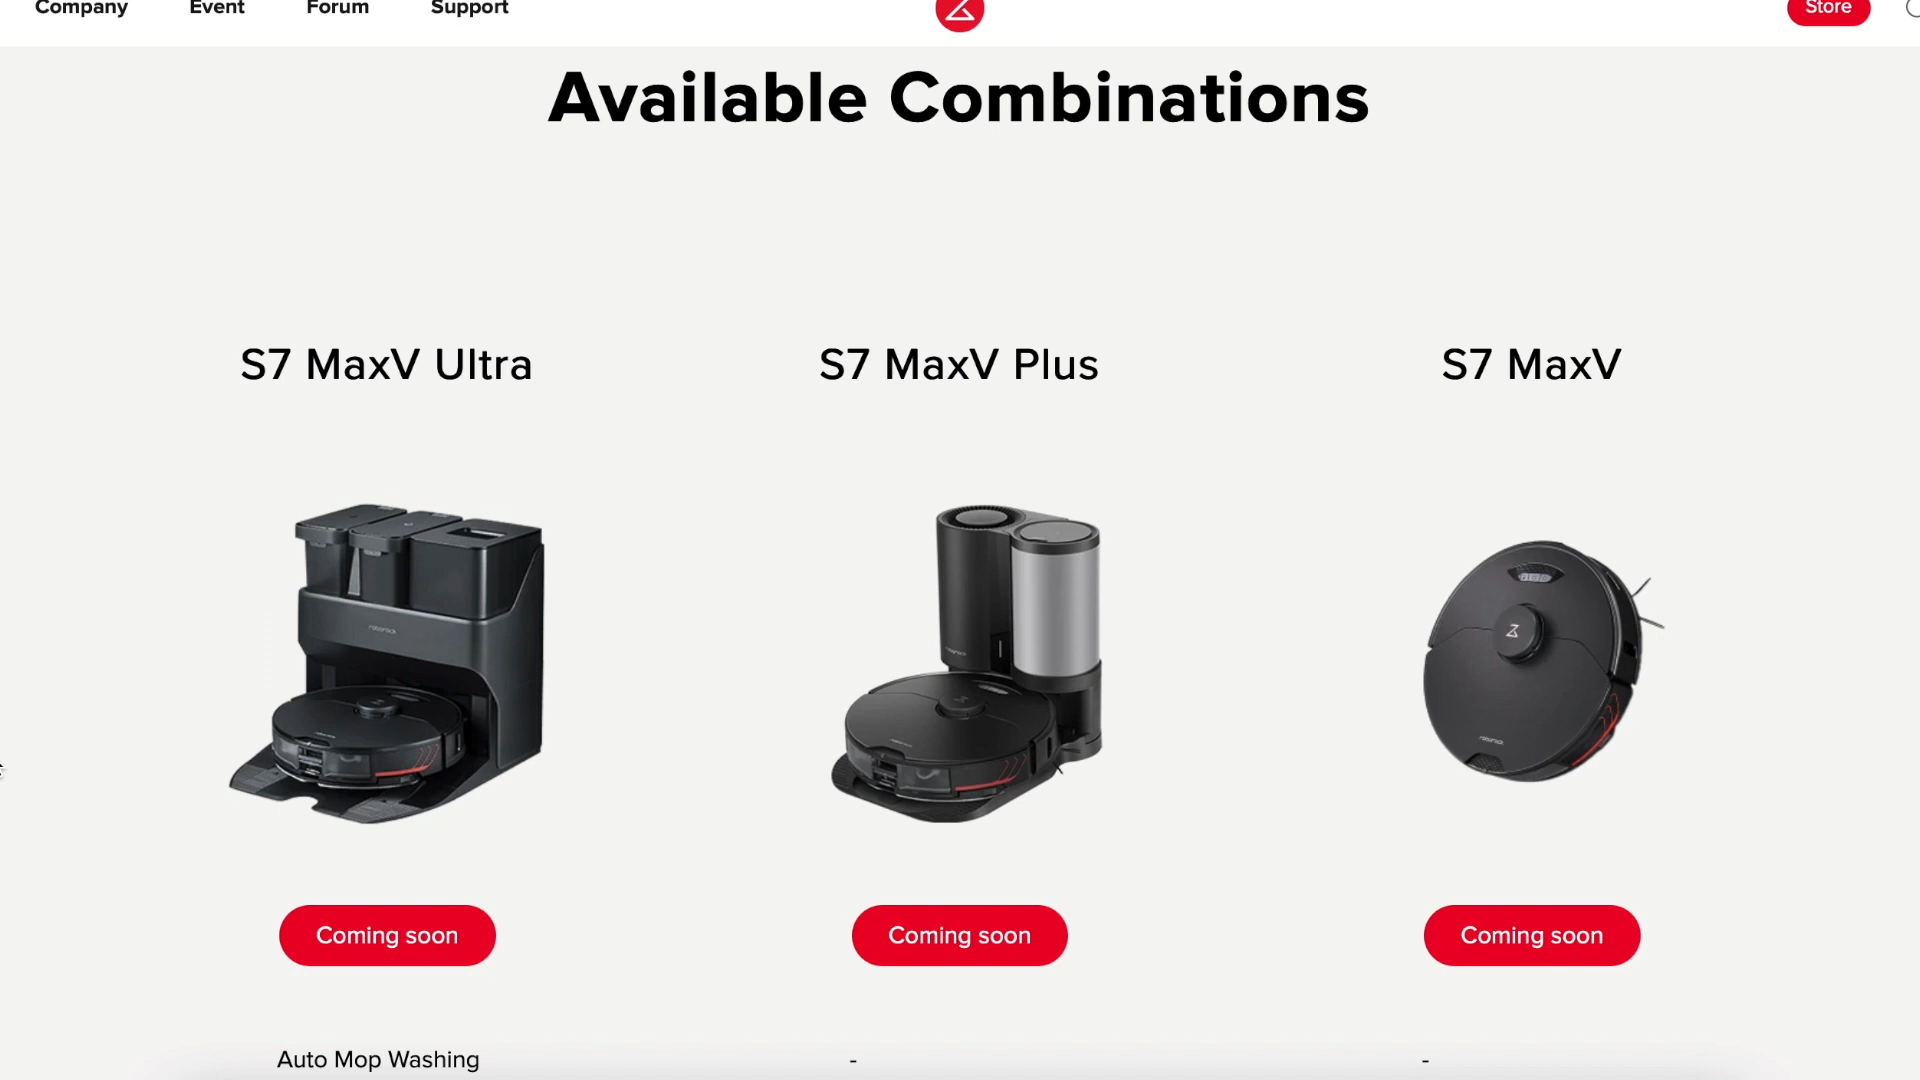 Company Event Forum Support Store
Available Combinations
S7 MaxV Ultra S7 MaxV Plus S7 MaxV
roborock
Coming soon Coming soon Coming soon
Auto Mop Washing - -